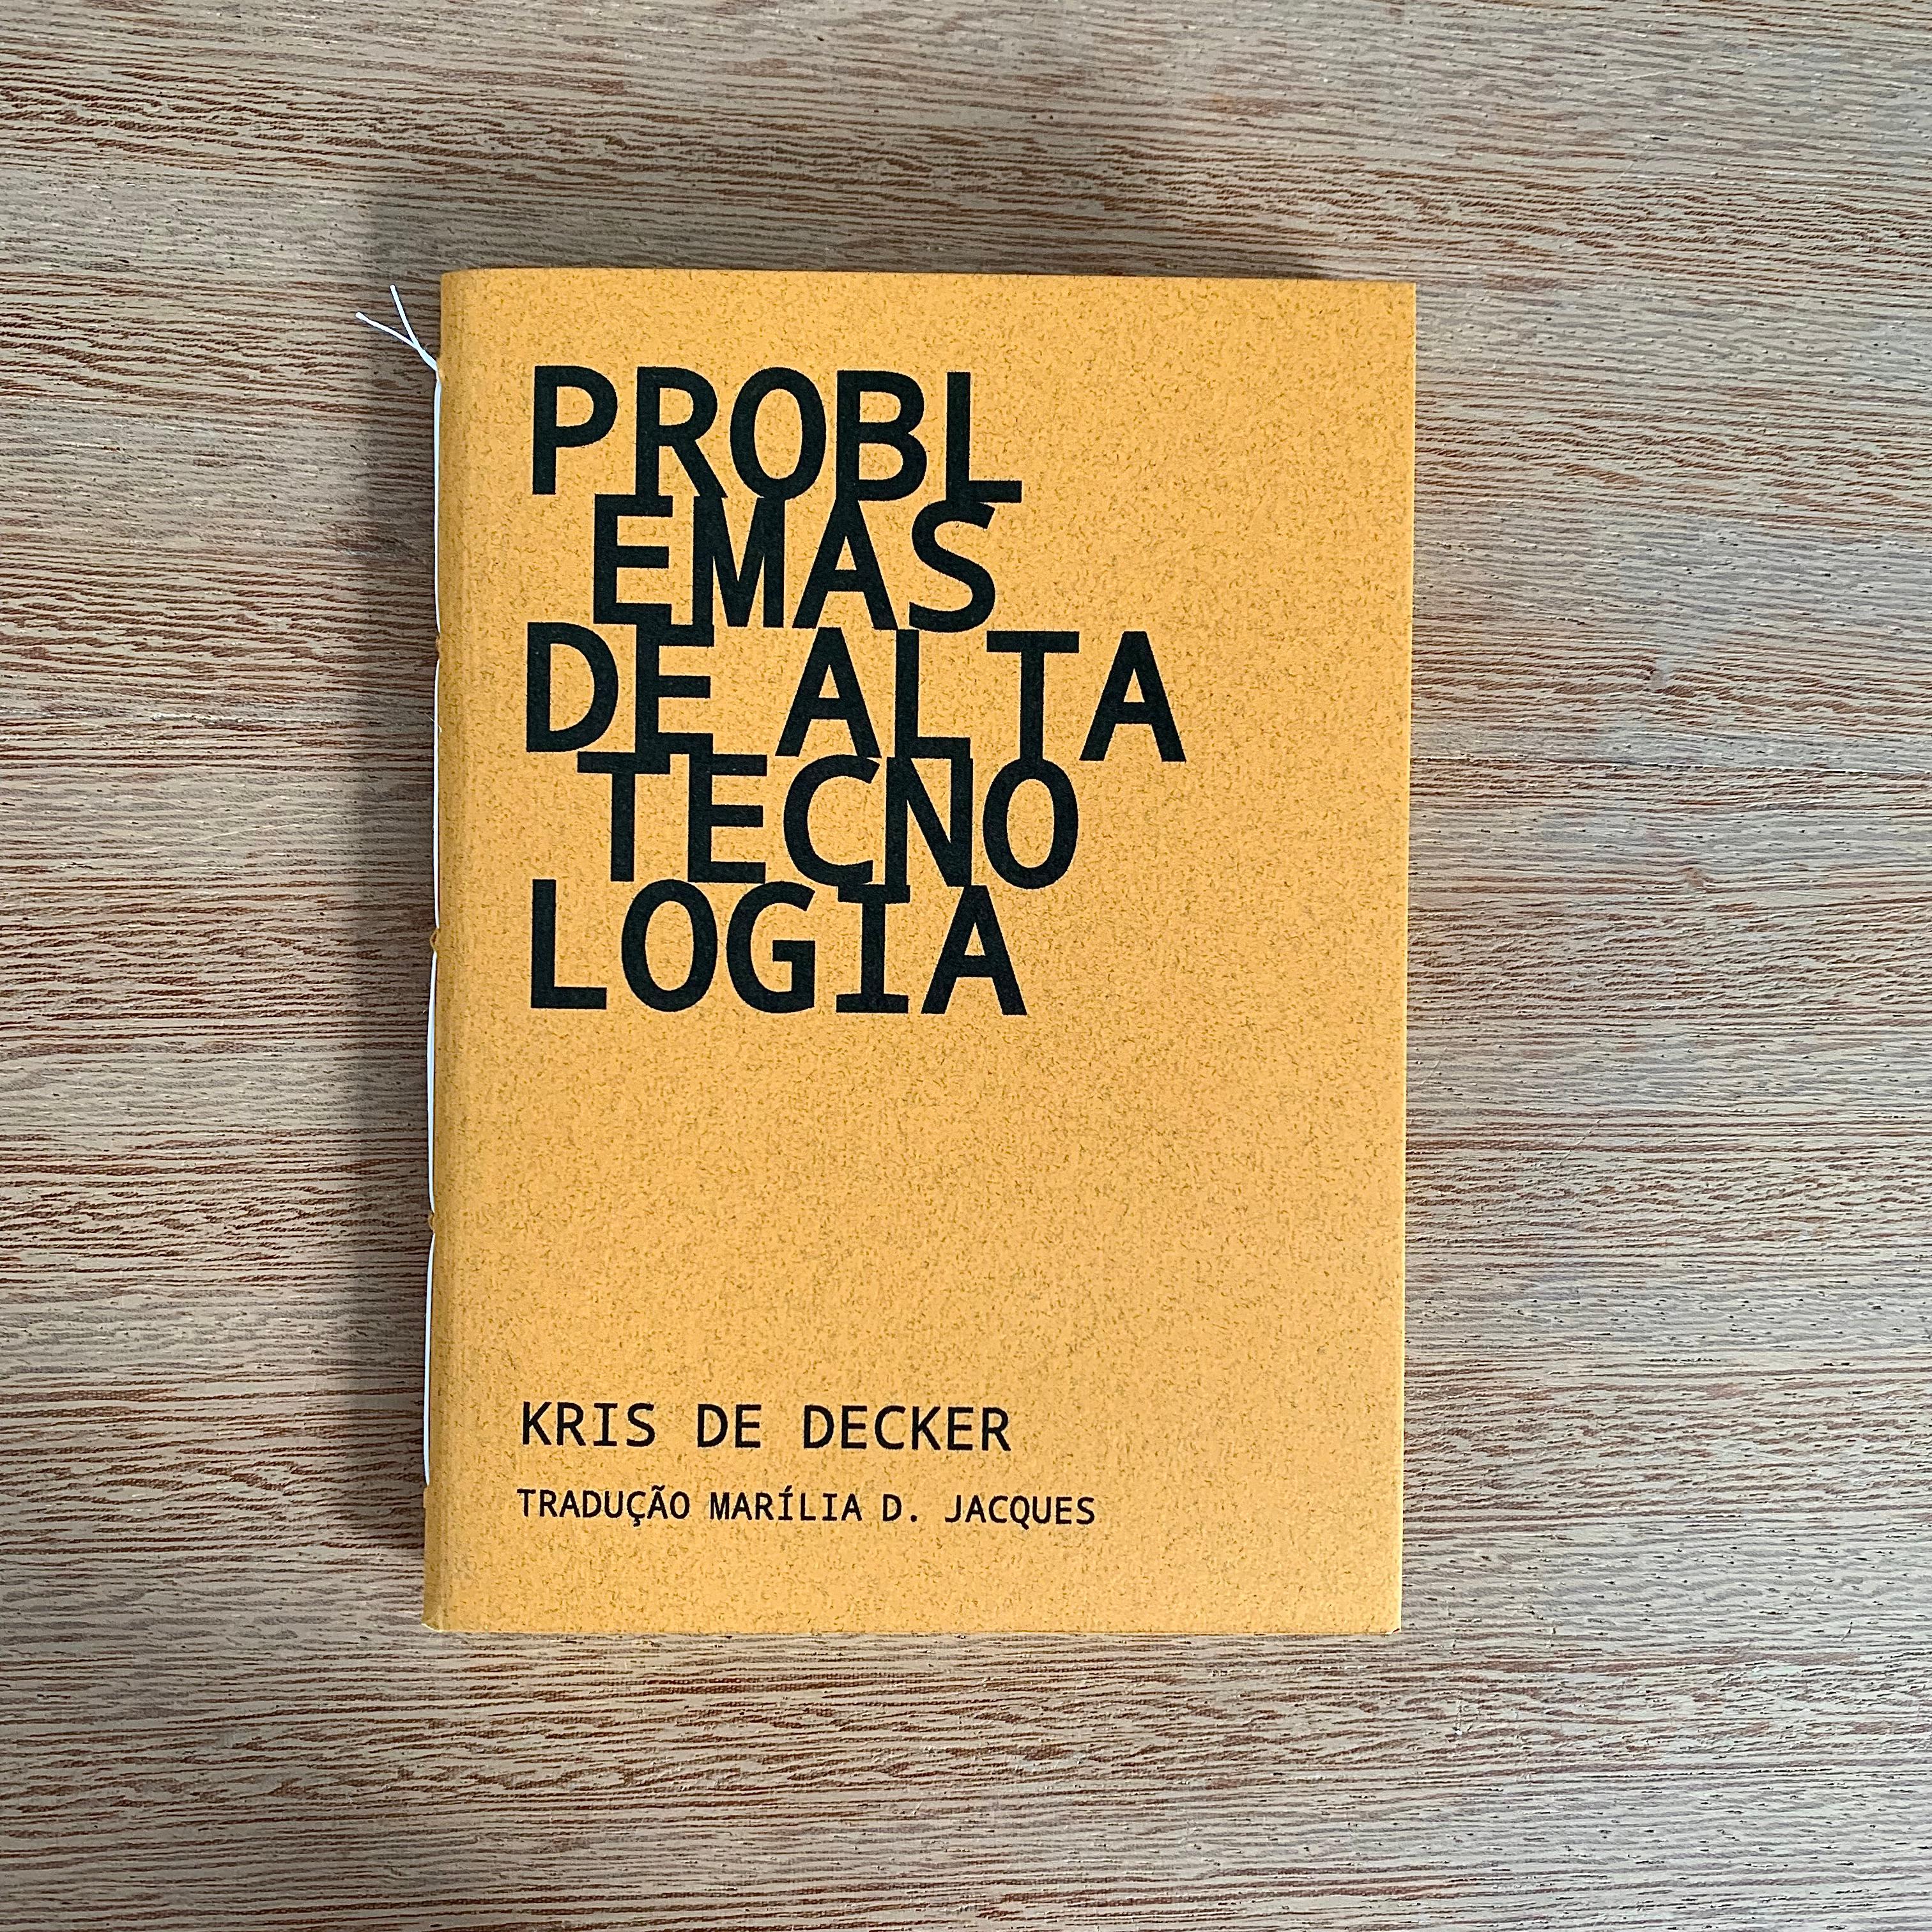 PROBL
EMAS
DE ALTA
TECNO
LOGIA
KRIS DE DECKER
TRADUÇÃO MARÍLIA D. JACQUES